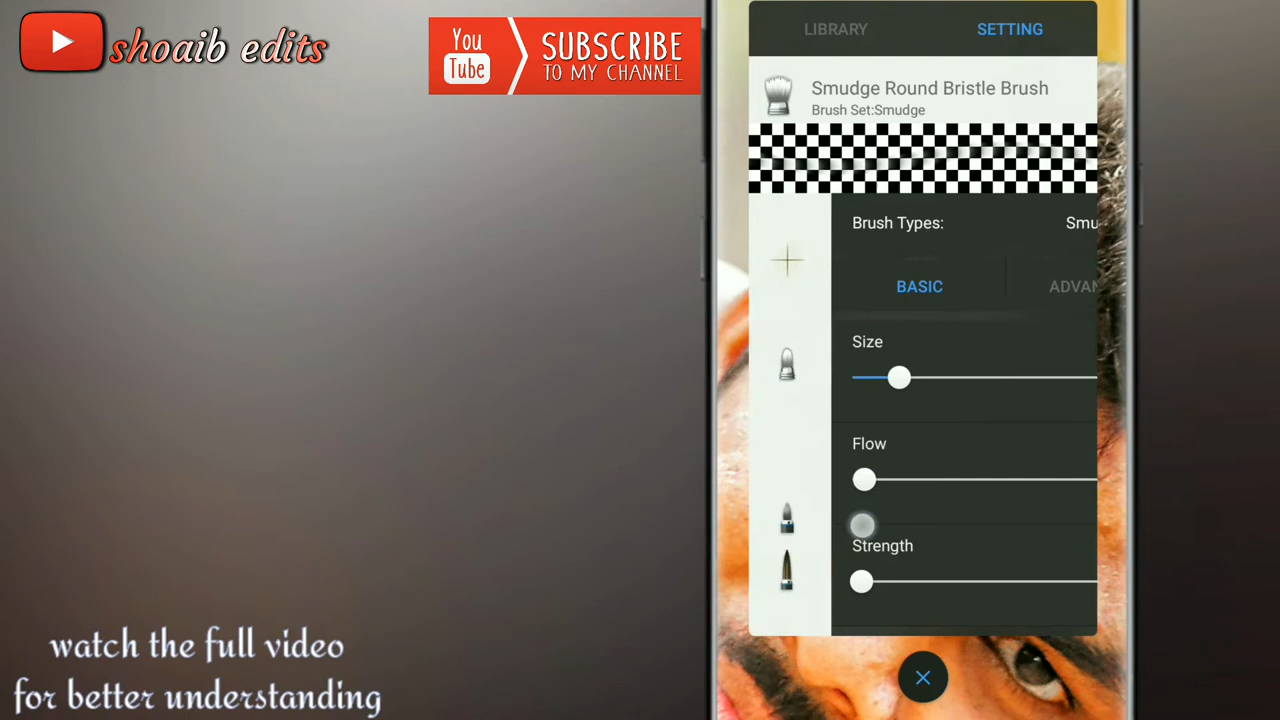 shoaib edits
You
Tube
SUBSCRIBE
TO MY CHANNEL
LIBRARY
SETTING
Smudge Round Bristle Brush
Brush Set:Smudge
Brush Types:
Smu
BASIC
ADVAN
Size
Flow
Strength
watch the full video
for better understanding